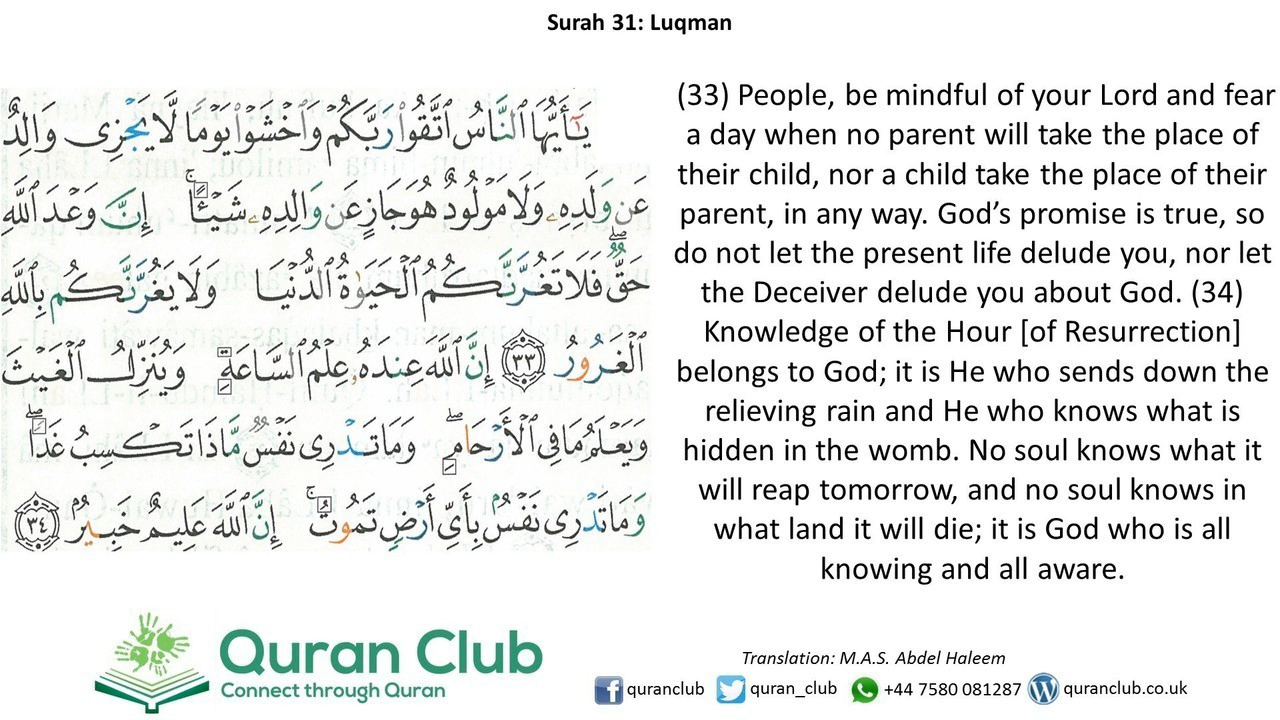 Surah 31: Luqman
يَٰٓأَيُّهَا ٱلنَّاسُ ٱتَّقُوا۟ رَبَّكُمْ وَٱخْشَوْا۟ يَوْمًا لَّا يَجْزِى وَالِدٌ
عَن وَلَدِهِۦ وَلَا مَوْلُودٌ هُوَ جَازٍ عَن وَالِدِهِۦ شَيْـًٔا ۚ إِنَّ وَعْدَ ٱللَّهِ
حَقٌّ ۖ فَلَا تَغُرَّنَّكُمُ ٱلْحَيَوٰةُ ٱلدُّنْيَا وَلَا يَغُرَّنَّكُم بِٱللَّهِ
ٱلْغَرُورُ ٣٣ إِنَّ ٱللَّهَ عِندَهُۥ عِلْمُ ٱلسَّاعَةِ وَيُنَزِّلُ ٱلْغَيْثَ
وَيَعْلَمُ مَا فِى ٱلْأَرْحَامِ ۖ وَمَا تَدْرِى نَفْسٌ مَّاذَا تَكْسِبُ غَدًا ۖ
وَمَا تَدْرِى نَفْسٌۢ بِأَىِّ أَرْضٍ تَمُوتُ ۚ إِنَّ ٱللَّهَ عَلِيمٌ خَبِيرٌۢ ٣٤
(33) People, be mindful of your Lord and fear
a day when no parent will take the place of
their child, nor a child take the place of their
parent, in any way. God’s promise is true, so
do not let the present life delude you, nor let
the Deceiver delude you about God. (34)
Knowledge of the Hour [of Resurrection]
belongs to God; it is He who sends down the
relieving rain and He who knows what is
hidden in the womb. No soul knows what it
will reap tomorrow, and no soul knows in
what land it will die; it is God who is all
knowing and all aware.
Quran Club
Connect through Quran
Translation: M.A.S. Abdel Haleem
quranclub quran_club +44 7580 081287 quranclub.co.uk